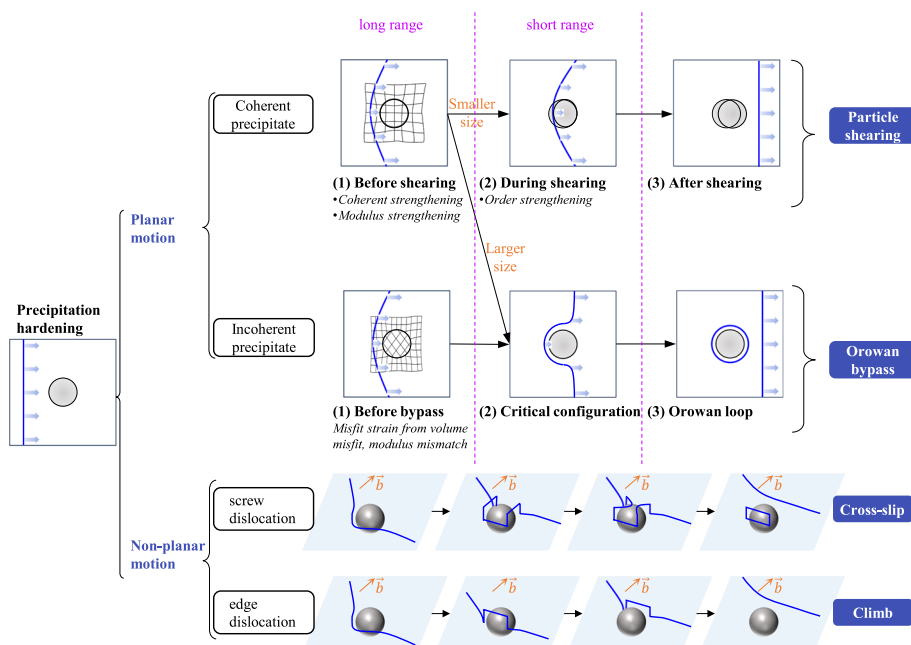 long range
short range
Coherent
precipitate
Smaller
size
Particle
shearing
(1) Before shearing
•Coherent strengthening
•Modulus strengthening
(2) During shearing
•Order strengthening
(3) After shearing
Planar
motion
Larger
size
Precipitation
hardening
Incoherent
precipitate
Orowan
bypass
(1) Before bypass
Misfit strain from volume
misfit, modulus mismatch
(2) Critical configuration
(3) Orowan loop
Non-planar
motion
screw
dislocation
b
b
b
b
Cross-slip
edge
dislocation
b
b
b
b
Climb